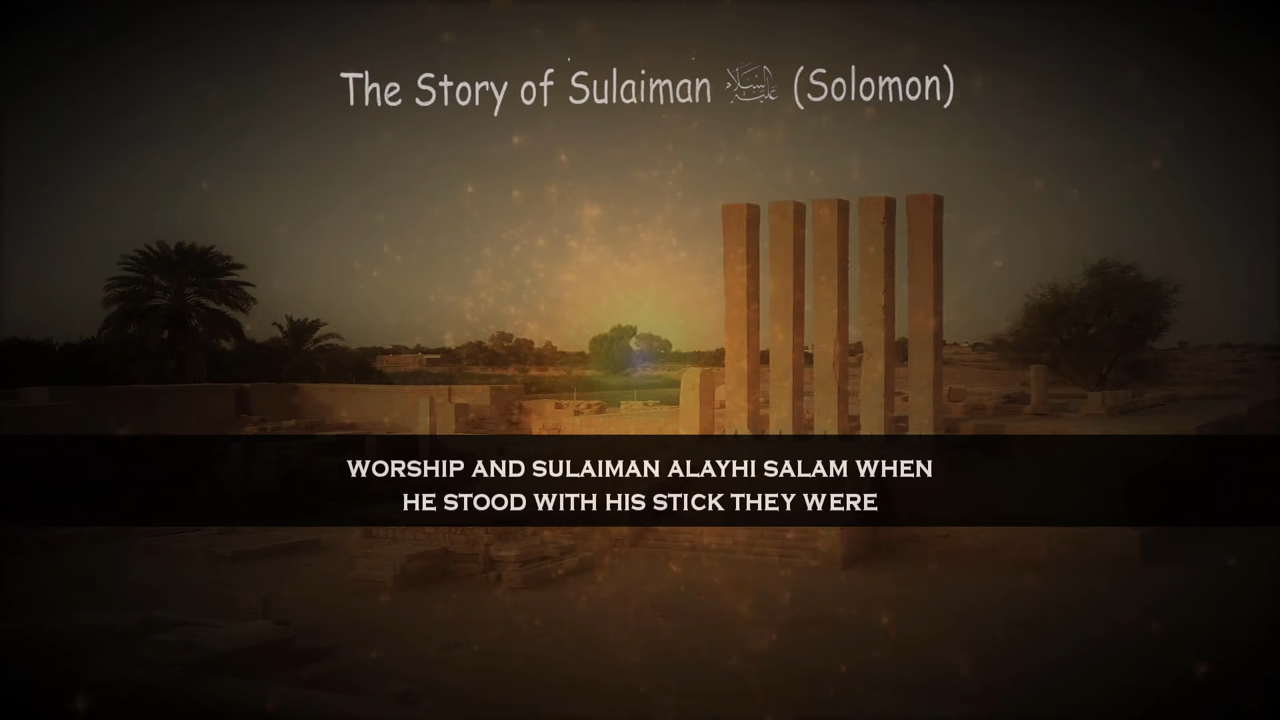 The Story of Sulaiman عليه السلام (Solomon)
WORSHIP AND SULAIMAN ALAYHI SALAM WHEN
HE STOOD WITH HIS STICK THEY WERE